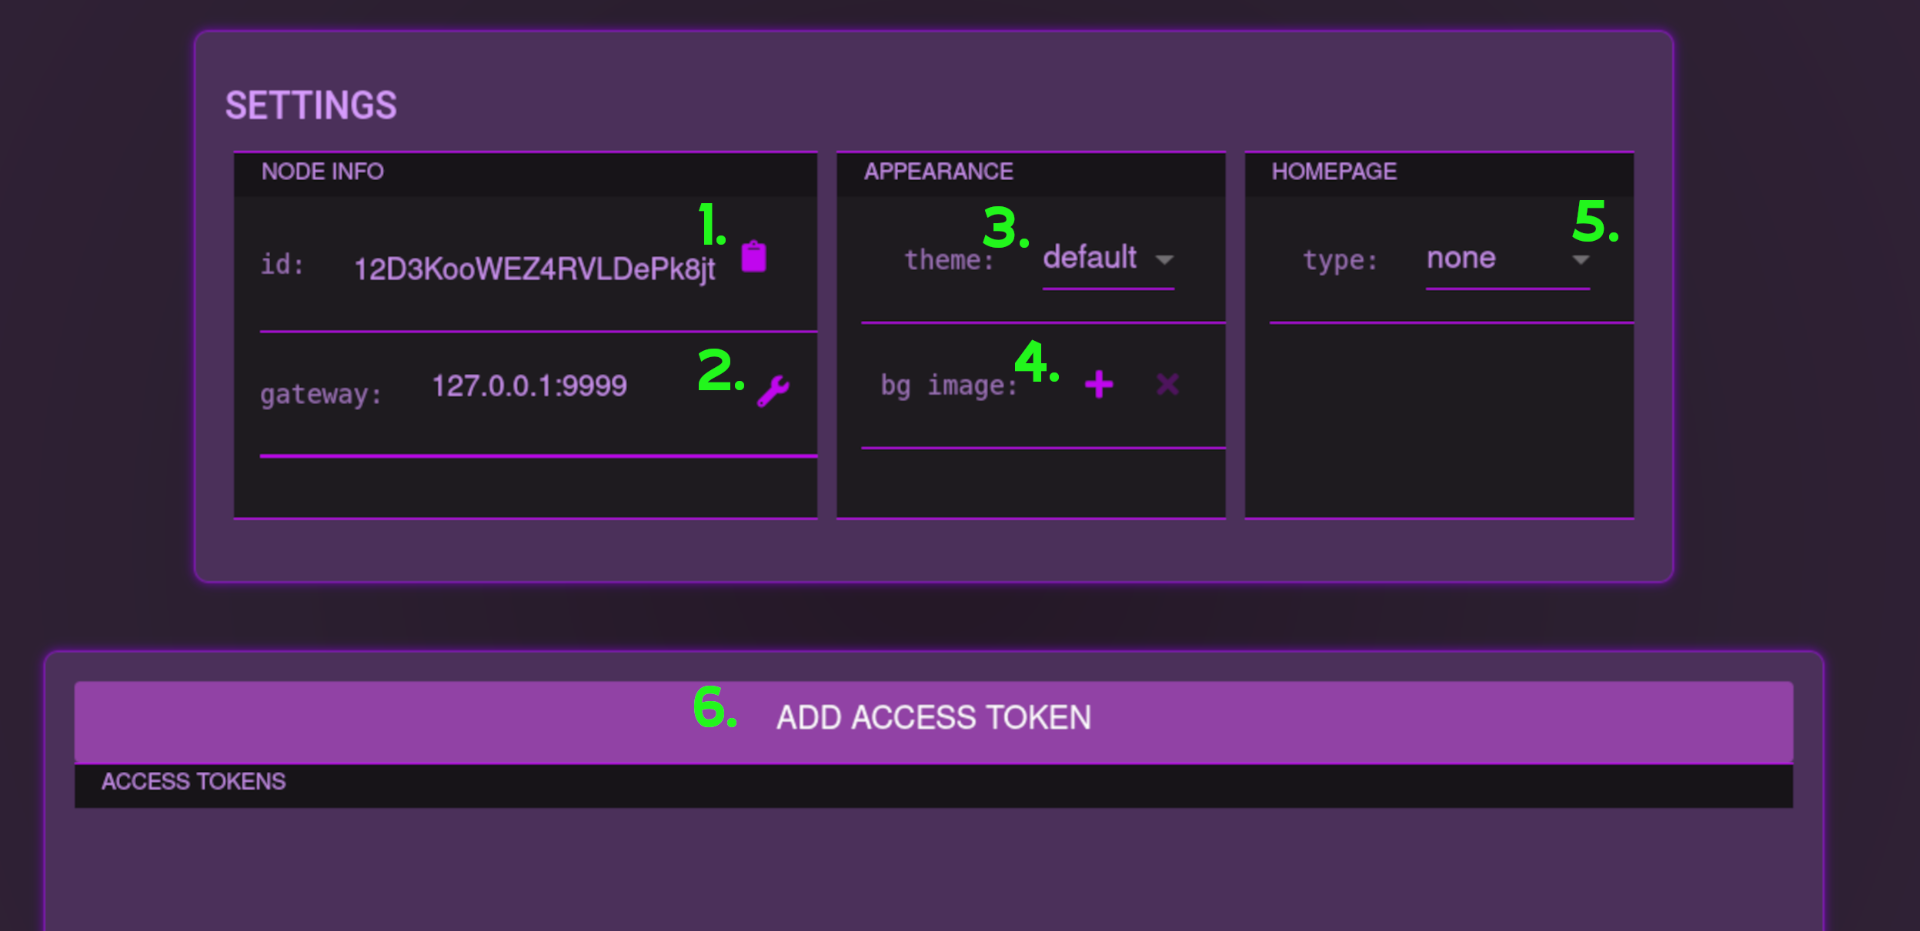 SETTINGS
NODE INFO
1.
id: 12D3KooWEZ4RVLDePk8jt
2.
gateway: 127.0.0.1:9999
APPEARANCE
3.
theme: default
4.
bg image:
HOMEPAGE
5.
type: none
6. ADD ACCESS TOKEN
ACCESS TOKENS